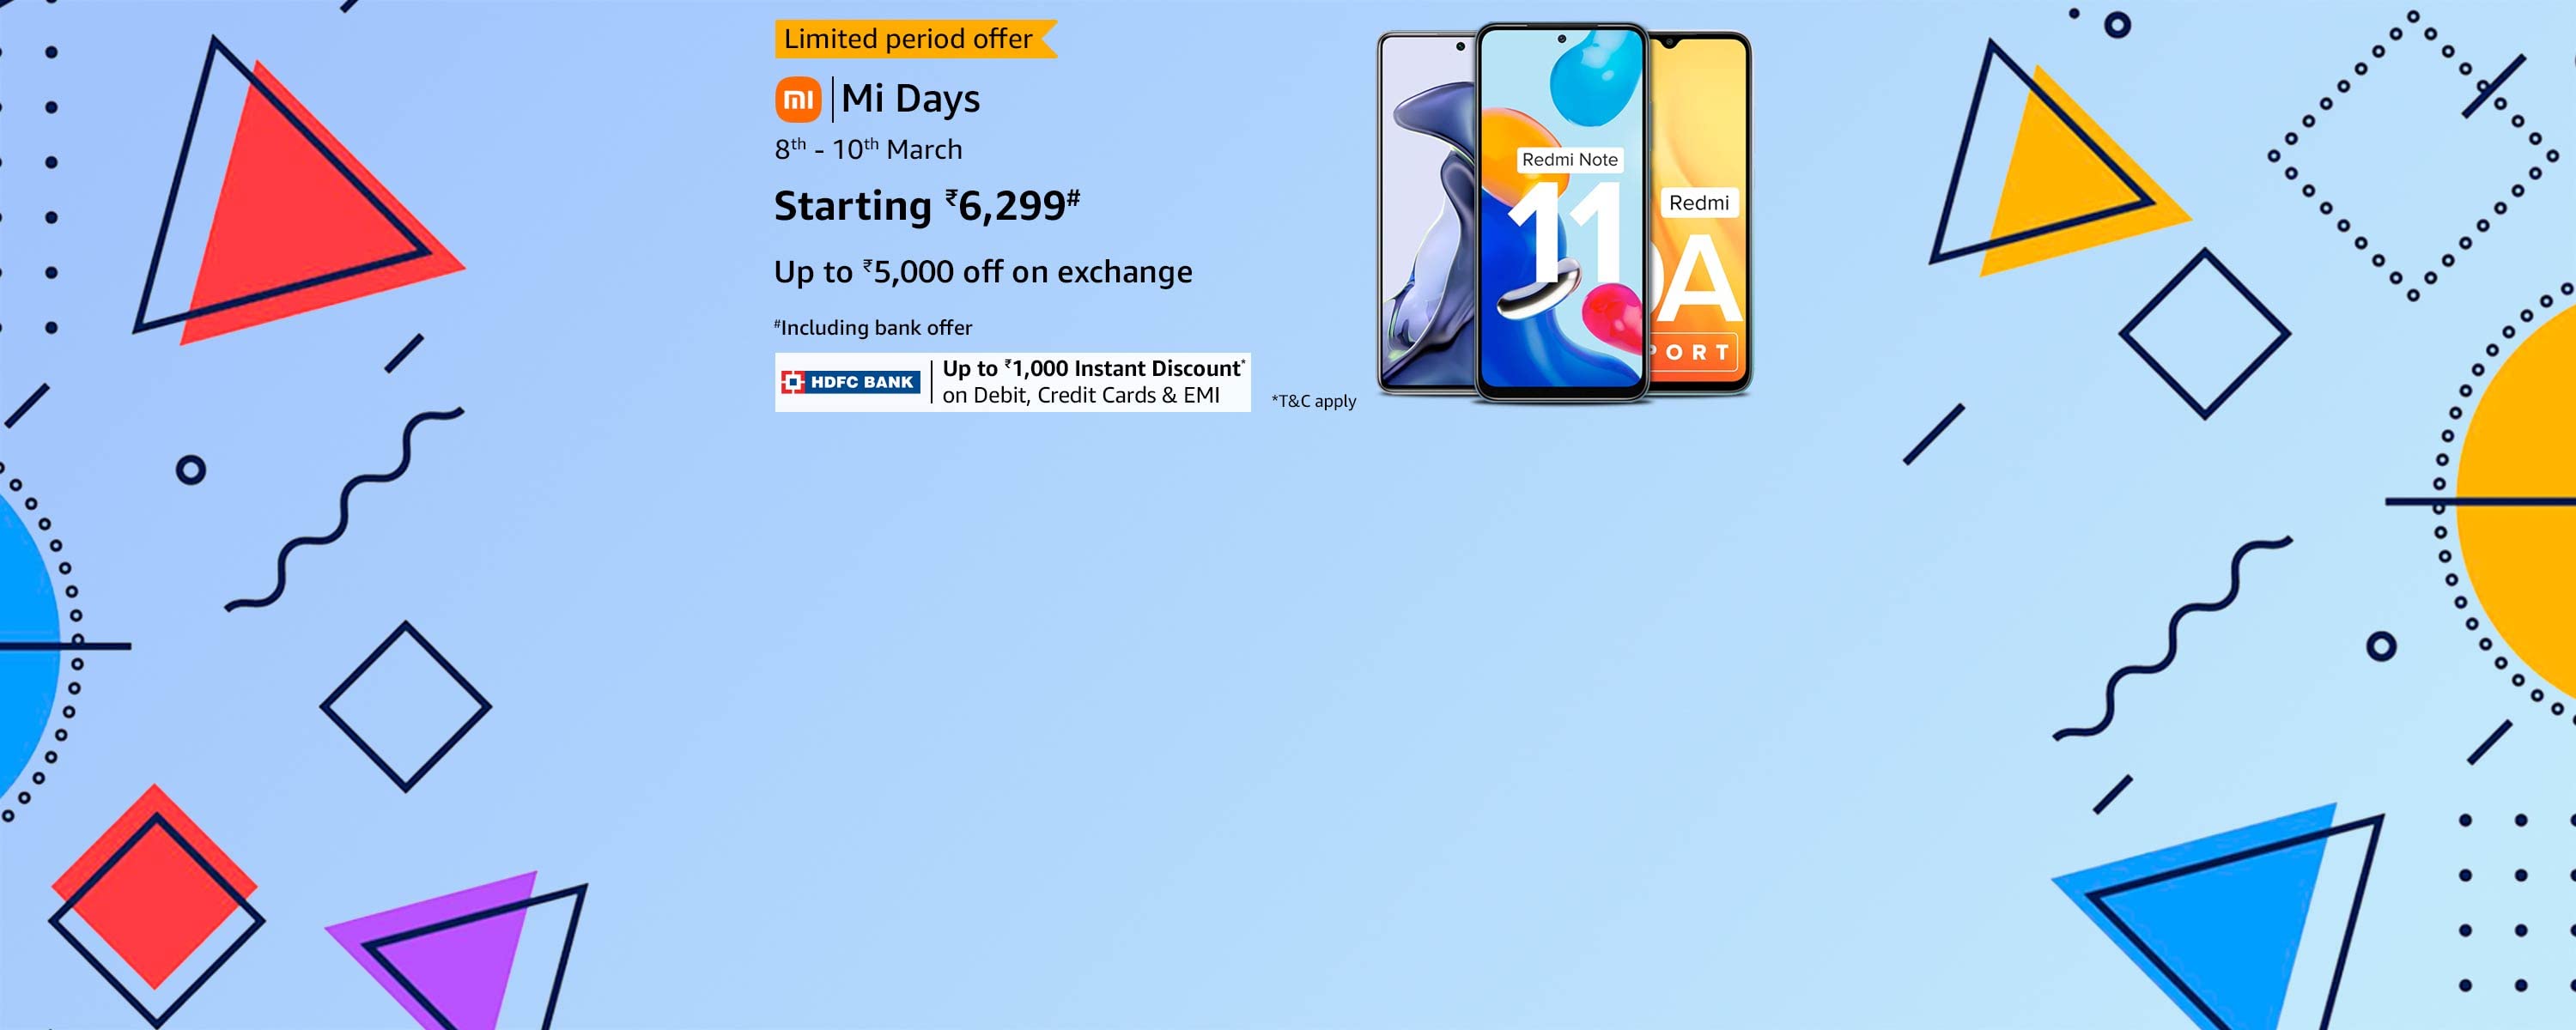 Limited period offer
mi | Mi Days
8th - 10th March
Starting ₹6,299#
Up to ₹5,000 off on exchange
#Including bank offer
HDFC BANK | Up to ₹1,000 Instant Discount*
on Debit, Credit Cards & EMI
*T&C apply
Redmi Note
11
Redmi
A
PORT